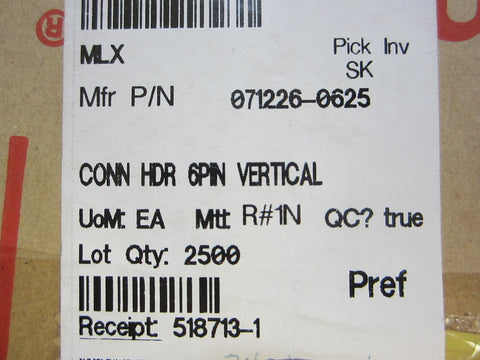 MLX
Pick Inv
SK
Mfr P/N 071226-0625
CONN HDR 6PIN VERTICAL
UoM: EA Mtl: R#1N QC? true
Lot Qty: 2500
Pref
Receipt: 518713-1